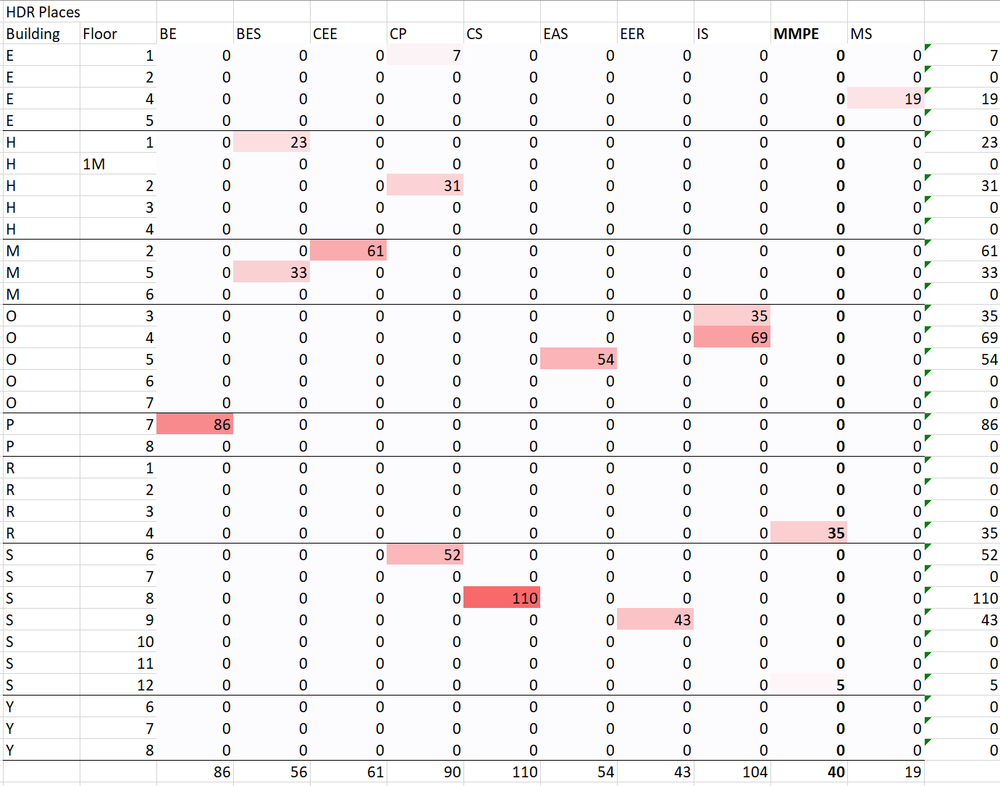 HDR Places
Building Floor BE BES CEE CP CS EAS EER IS MMPE MS
E 1 0 0 0 7 0 0 0 0 0 0 7
E 2 0 0 0 0 0 0 0 0 0 0 0
E 4 0 0 0 0 0 0 0 0 0 19 19
E 5 0 0 0 0 0 0 0 0 0 0 0
H 1 0 23 0 0 0 0 0 0 0 0 23
H 1M 0 0 0 0 0 0 0 0 0 0 0
H 2 0 0 0 31 0 0 0 0 0 0 31
H 3 0 0 0 0 0 0 0 0 0 0 0
H 4 0 0 0 0 0 0 0 0 0 0 0
M 2 0 0 61 0 0 0 0 0 0 0 61
M 5 0 33 0 0 0 0 0 0 0 0 33
M 6 0 0 0 0 0 0 0 0 0 0 0
O 3 0 0 0 0 0 0 0 35 0 0 35
O 4 0 0 0 0 0 0 0 69 0 0 69
O 5 0 0 0 0 0 54 0 0 0 0 54
O 6 0 0 0 0 0 0 0 0 0 0 0
O 7 0 0 0 0 0 0 0 0 0 0 0
P 7 86 0 0 0 0 0 0 0 0 0 86
P 8 0 0 0 0 0 0 0 0 0 0 0
R 1 0 0 0 0 0 0 0 0 0 0 0
R 2 0 0 0 0 0 0 0 0 0 0 0
R 3 0 0 0 0 0 0 0 0 0 0 0
R 4 0 0 0 0 0 0 0 0 35 0 35
S 6 0 0 0 52 0 0 0 0 0 0 52
S 7 0 0 0 0 0 0 0 0 0 0 0
S 8 0 0 0 0 110 0 0 0 0 0 110
S 9 0 0 0 0 0 0 43 0 0 0 43
S 10 0 0 0 0 0 0 0 0 0 0 0
S 11 0 0 0 0 0 0 0 0 0 0 0
S 12 0 0 0 0 0 0 0 0 5 0 5
Y 6 0 0 0 0 0 0 0 0 0 0 0
Y 7 0 0 0 0 0 0 0 0 0 0 0
Y 8 0 0 0 0 0 0 0 0 0 0 0
86 56 61 90 110 54 43 104 40 19